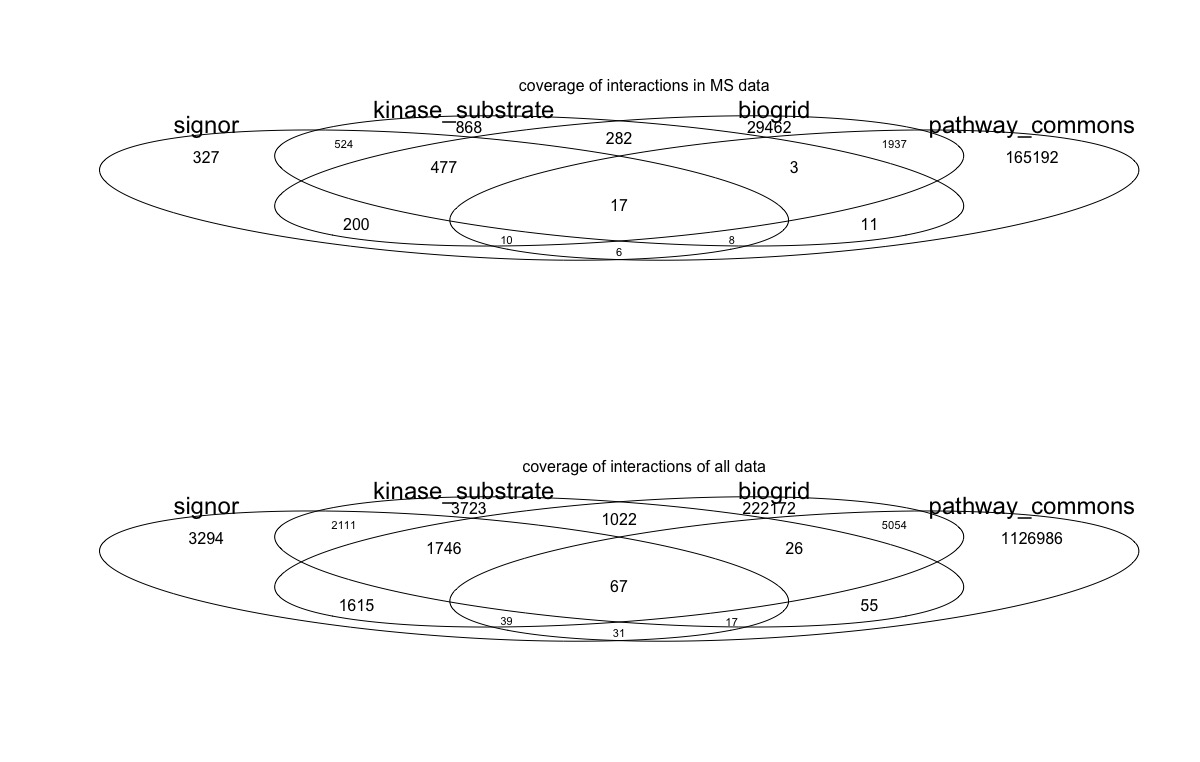 coverage of interactions in MS data
kinase_substrate biogrid
signor 868 29462 pathway_commons
524 282 1937
327 477 3 165192
17
200 11
10 8
6
coverage of interactions of all data
kinase_substrate biogrid
signor 3723 222172 pathway_commons
2111 1022 5054
3294 1746 26 1126986
67
1615 55
39 17
31